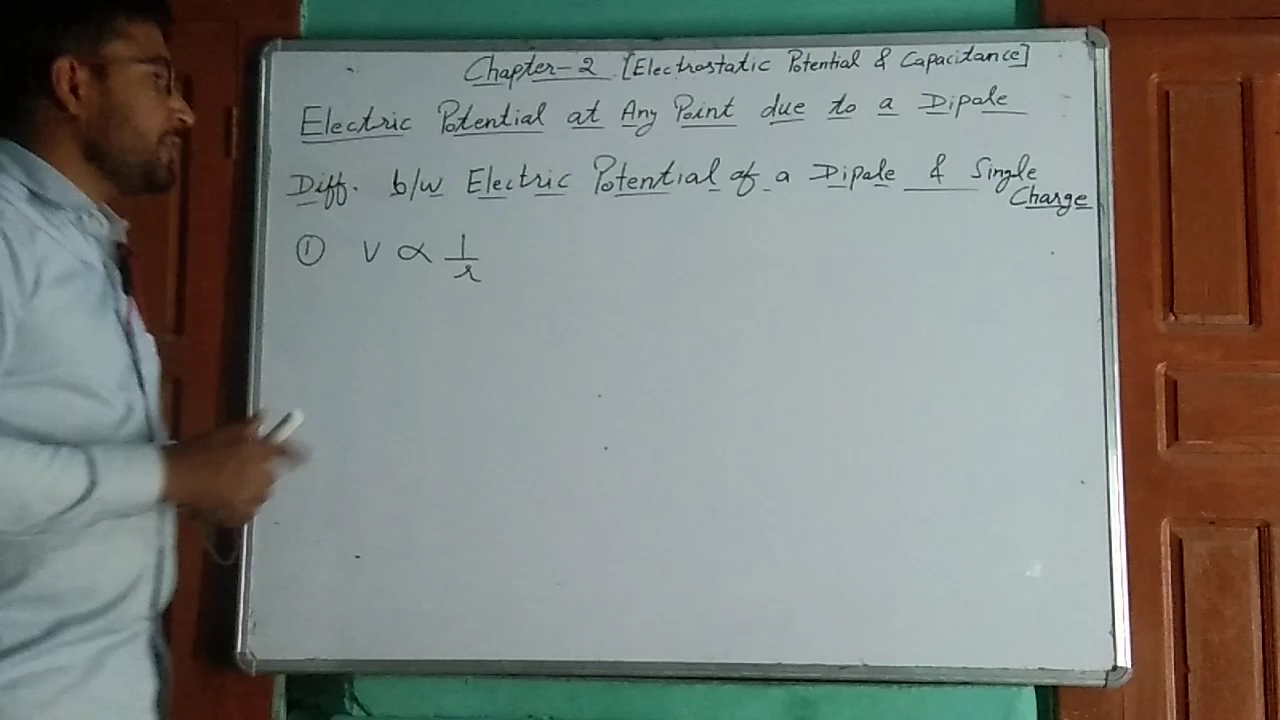 Chapter-2 [Electrostatic Potential & Capacitance]
Electric Potential at Any Point due to a Dipole
Diff. b/w Electric Potential of a Dipole & Single
Charge
① V ∝ 1/r